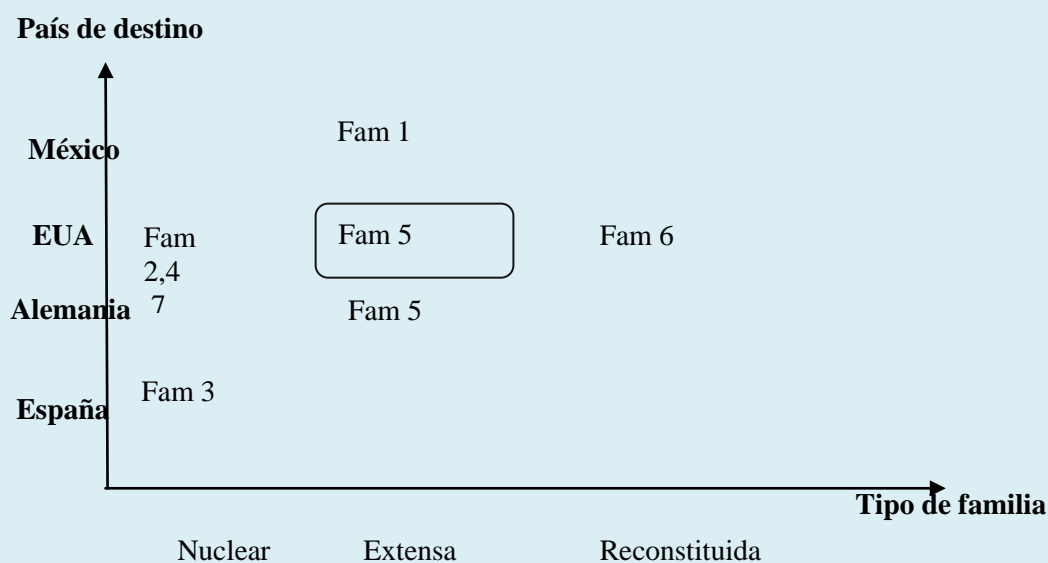 País de destino
Fam 1
México
EUA
Fam
2,4
7
Fam 5
Fam 6
Alemania
Fam 5
Fam 3
España
Tipo de familia
Nuclear
Extensa
Reconstituida